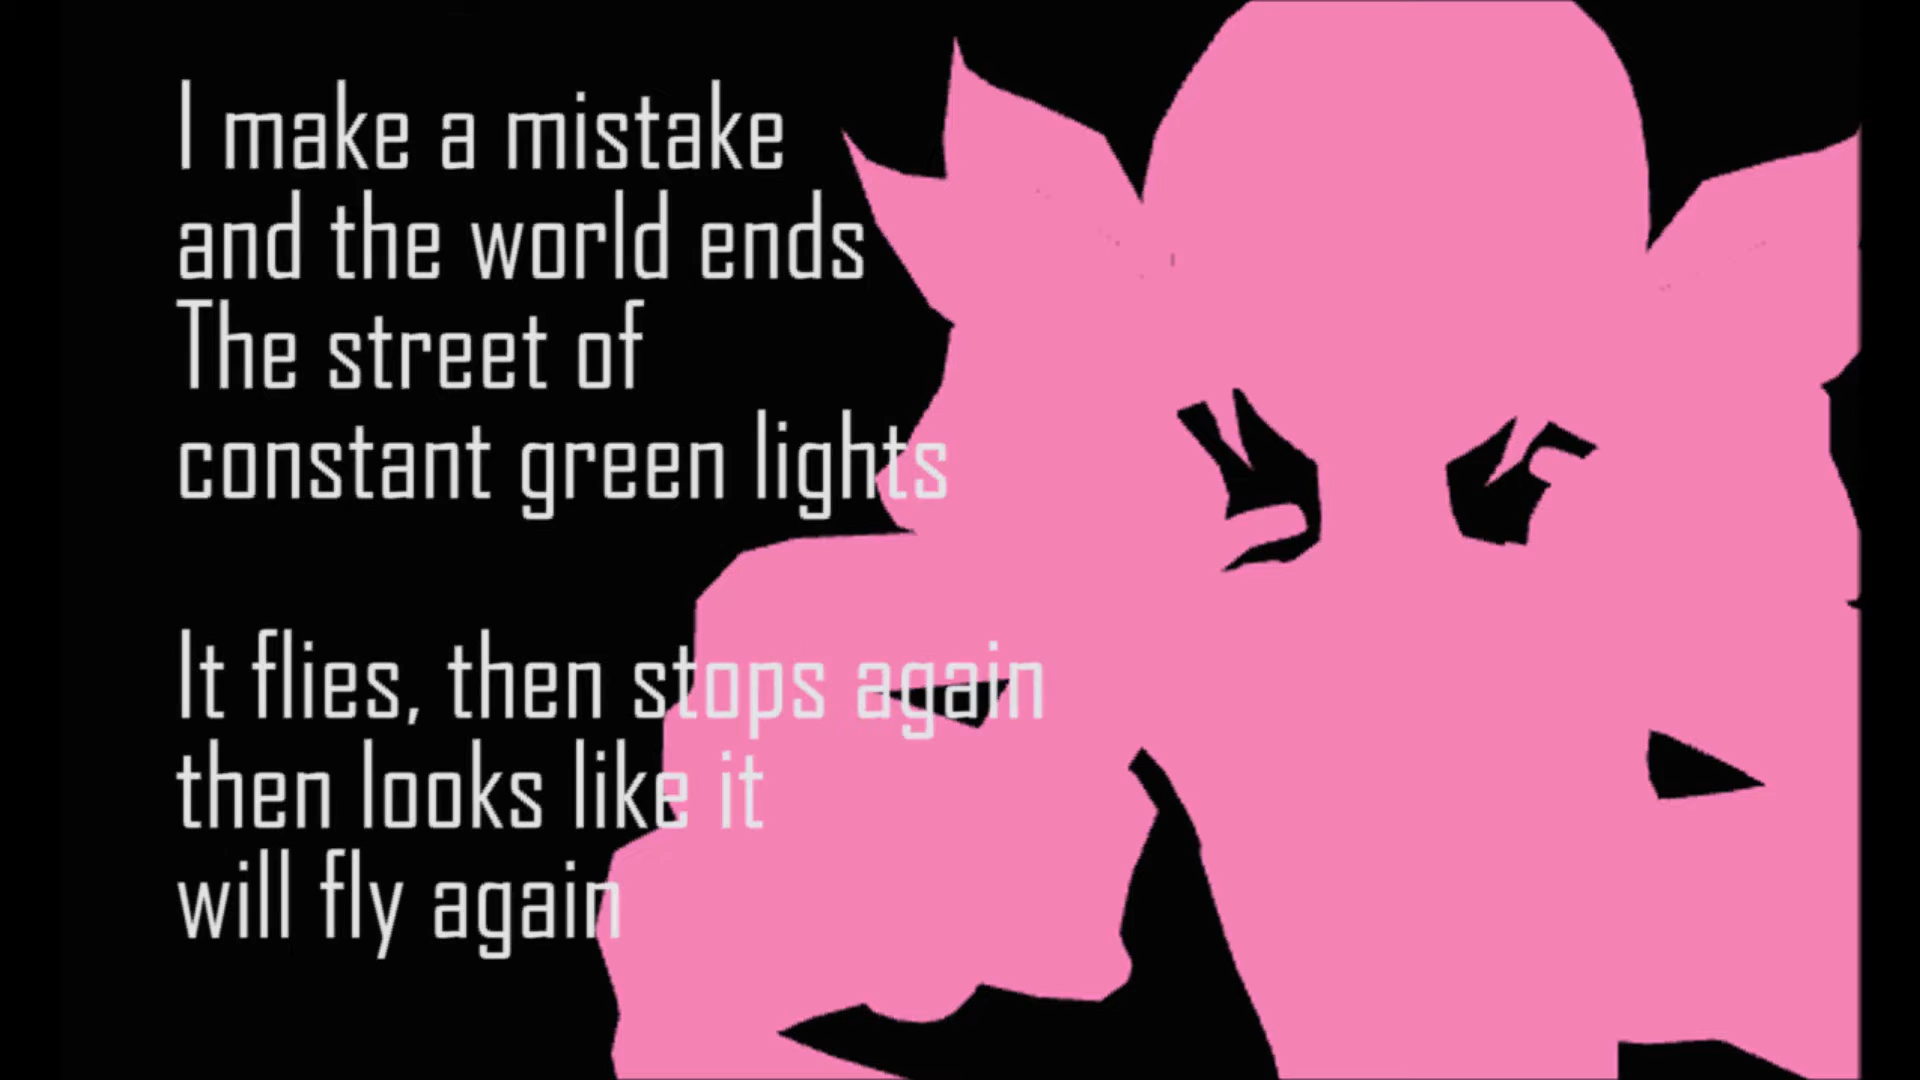 I make a mistake
and the world ends
The street of
constant green lights
It flies, then stops again
then looks like it
will fly again